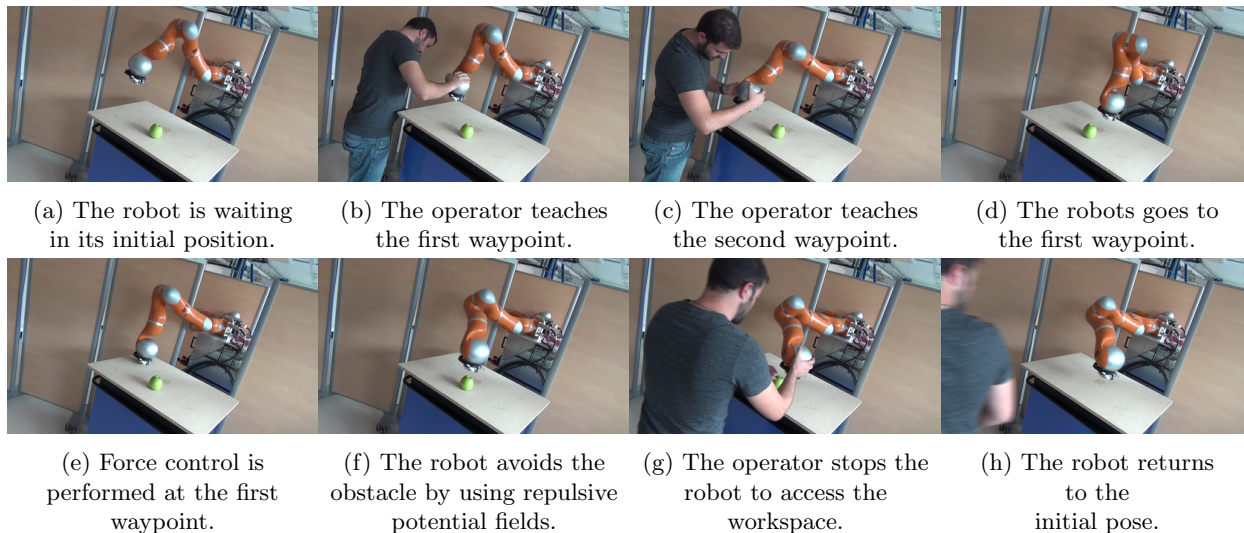 (a) The robot is waiting
in its initial position.
(b) The operator teaches
the first waypoint.
(c) The operator teaches
the second waypoint.
(d) The robots goes to
the first waypoint.
(e) Force control is
performed at the first
waypoint.
(f) The robot avoids the
obstacle by using repulsive
potential fields.
(g) The operator stops the
robot to access the
workspace.
(h) The robot returns
to the
initial pose.